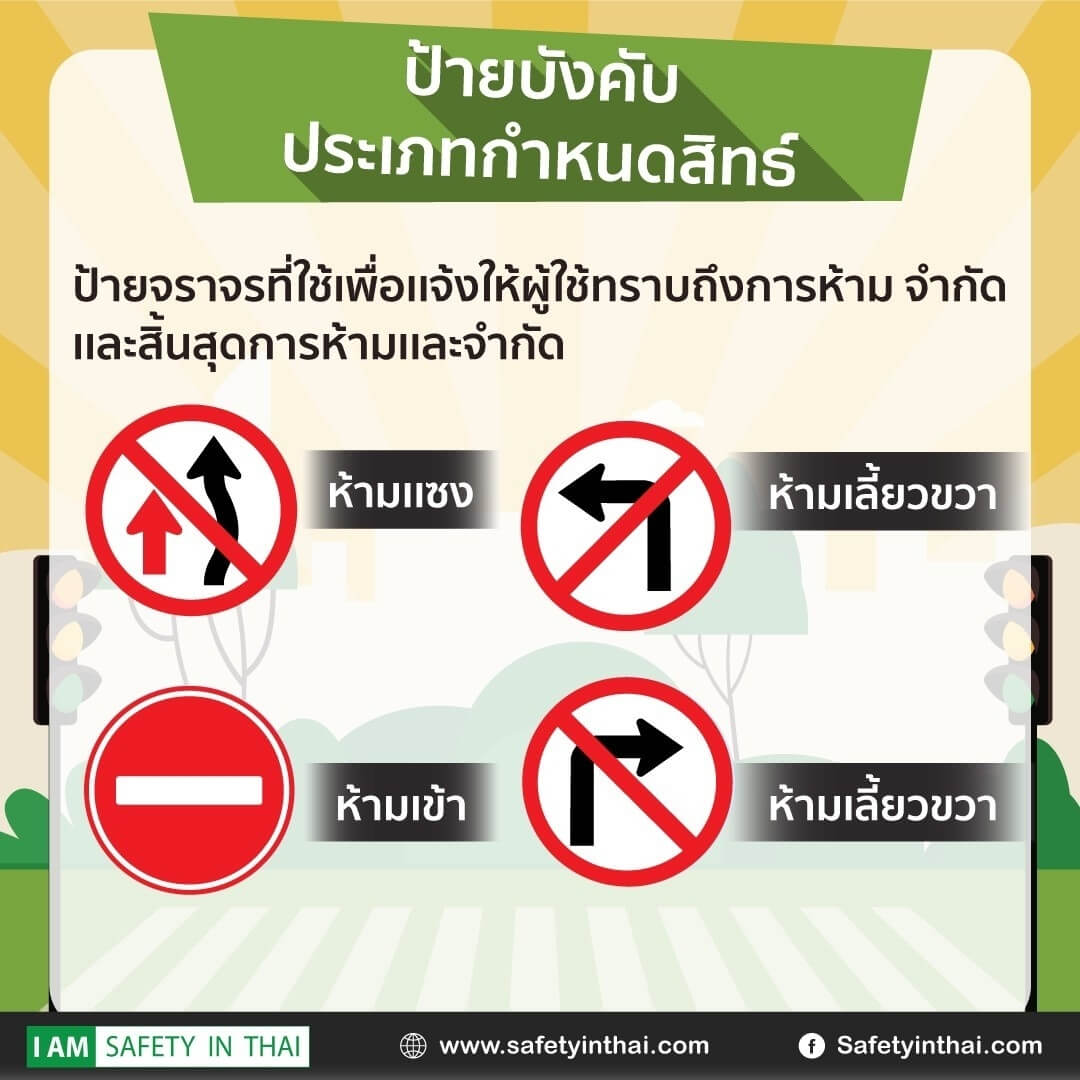 ป้ายบังคับ
ประเภทกำหนดสิทธ์
ป้ายจราจรที่ใช้เพื่อแจ้งให้ผู้ใช้ทราบถึงการห้าม จำกัด
และสิ้นสุดการห้ามและจำกัด
ห้ามแซง
ห้ามเลี้ยวขวา
ห้ามเข้า
ห้ามเลี้ยวขวา
I AM SAFETY IN THAI
www.safetyinthai.com
Safetyinthai.com